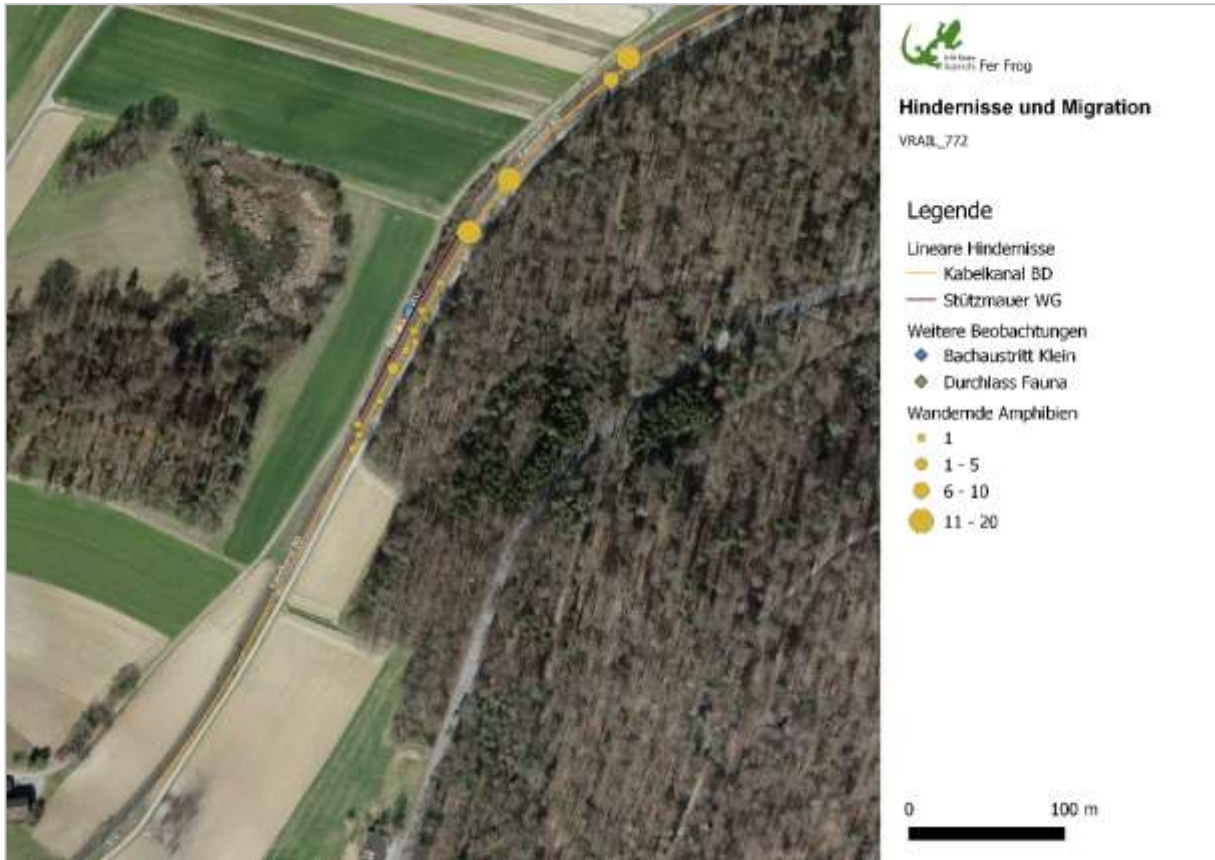 Fer Frog
Hindernisse und Migration
VRAIL_772
Legende
Lineare Hindernisse
Kabelkanal BD
Stützmauer WG
Weitere Beobachtungen
Bachaustritt Klein
Durchlass Fauna
Wandernde Amphibien
1
1 - 5
6 - 10
11 - 20
0 100 m